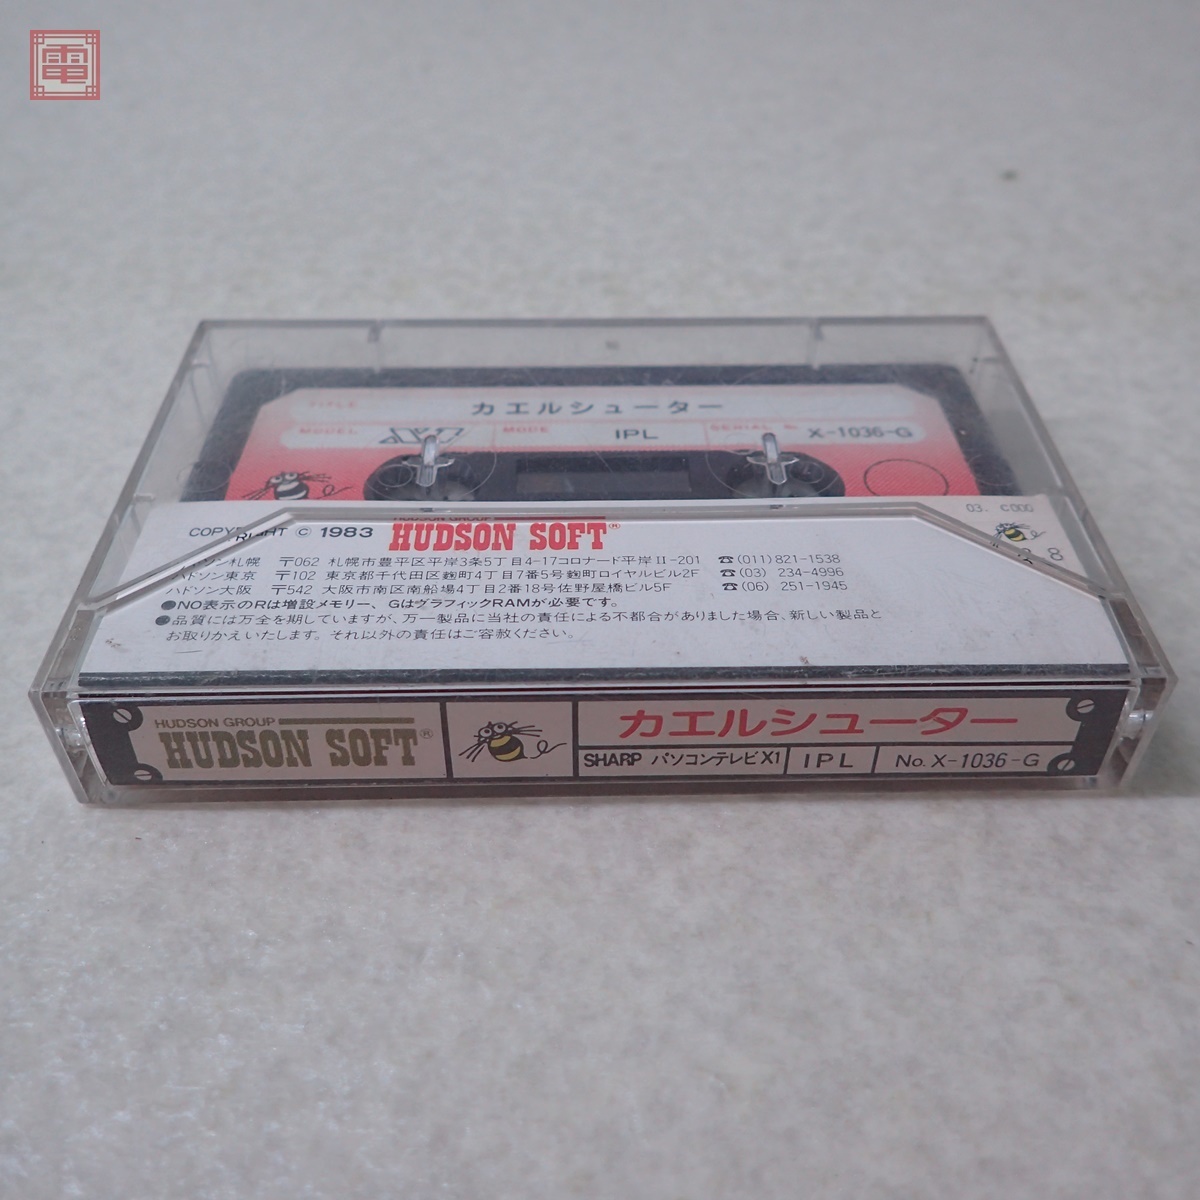 電
TITLE カエルシューター
MODEL X1 MODE IPL SERIAL No. X-1036-G
03. C000
8
COPYRIGHT © 1983 HUDSON GROUP HUDSON SOFT®
ハドソン札幌 〒062 札幌市豊平区平岸3条5丁目4-17コロナード平岸II-201 ☎(011)821-1538
ハドソン東京 〒102 東京都千代田区麹町4丁目7番5号麹町ロイヤルビル2F ☎(03) 234-4996
ハドソン大阪 〒542 大阪市南区南船場4丁目2番18号佐野屋橋ビル5F ☎(06) 251-1945
●NO表示のRは増設メモリー、GはグラフィックRAMが必要です。
●品質には万全を期していますが、万一製品に当社の責任による不都合がありました場合、新しい製品と
お取りかえいたします。それ以外の責任はご容赦ください。
HUDSON GROUP
HUDSON SOFT®
カエルシューター
SHARP パソコンテレビX1 IPL No. X-1036-G